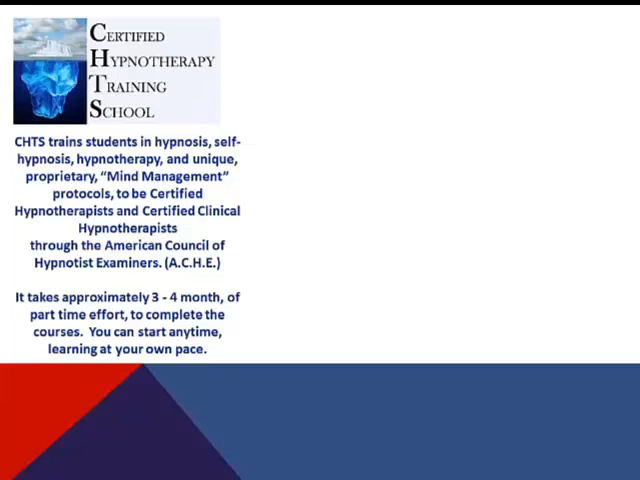 CERTIFIED
HYPNOTHERAPY
TRAINING
SCHOOL
CHTS trains students in hypnosis, self-
hypnosis, hypnotherapy, and unique,
proprietary, “Mind Management”
protocols, to be Certified
Hypnotherapists and Certified Clinical
Hypnotherapists
through the American Council of
Hypnotist Examiners. (A.C.H.E.)
It takes approximately 3 - 4 month, of
part time effort, to complete the
courses. You can start anytime,
learning at your own pace.